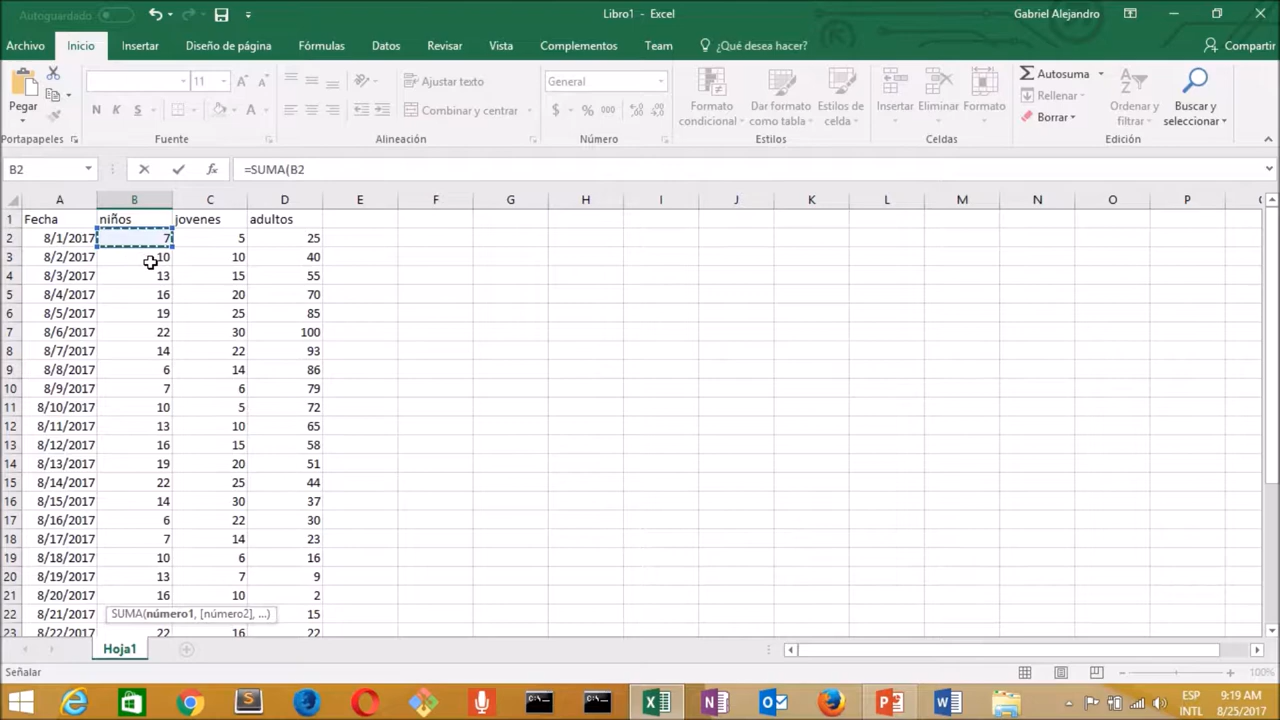 Autoguardado
Libro1 - Excel
Gabriel Alejandro
Archivo Inicio Insertar Diseño de página Fórmulas Datos Revisar Vista Complementos Team ¿Qué desea hacer? Compartir
Pegar
Portapapeles
11
N K S
Fuente
Ajustar texto
Combinar y centrar
Alineación
General
$ % 000
Número
Formato condicional
Dar formato como tabla
Estilos de celda
Estilos
Insertar Eliminar Formato
Celdas
Autosuma
Rellenar
Borrar
Ordenar y filtrar
Buscar y seleccionar
Edición
B2 fx =SUMA(B2
A B C D E F G H I J K L M N O P
1 Fecha niños jovenes adultos
2 8/1/2017 7 5 25
3 8/2/2017 10 10 40
4 8/3/2017 13 15 55
5 8/4/2017 16 20 70
6 8/5/2017 19 25 85
7 8/6/2017 22 30 100
8 8/7/2017 14 22 93
9 8/8/2017 6 14 86
10 8/9/2017 7 6 79
11 8/10/2017 10 5 72
12 8/11/2017 13 10 65
13 8/12/2017 16 15 58
14 8/13/2017 19 20 51
15 8/14/2017 22 25 44
16 8/15/2017 14 30 37
17 8/16/2017 6 22 30
18 8/17/2017 7 14 23
19 8/18/2017 10 6 16
20 8/19/2017 13 7 9
21 8/20/2017 16 10 2
22 8/21/2017 SUMA(número1, [número2], ...) 15
23 8/22/2017 22 16 22
Hoja1
Señalar
100%
ESP
INTL
9:19 AM
8/25/2017